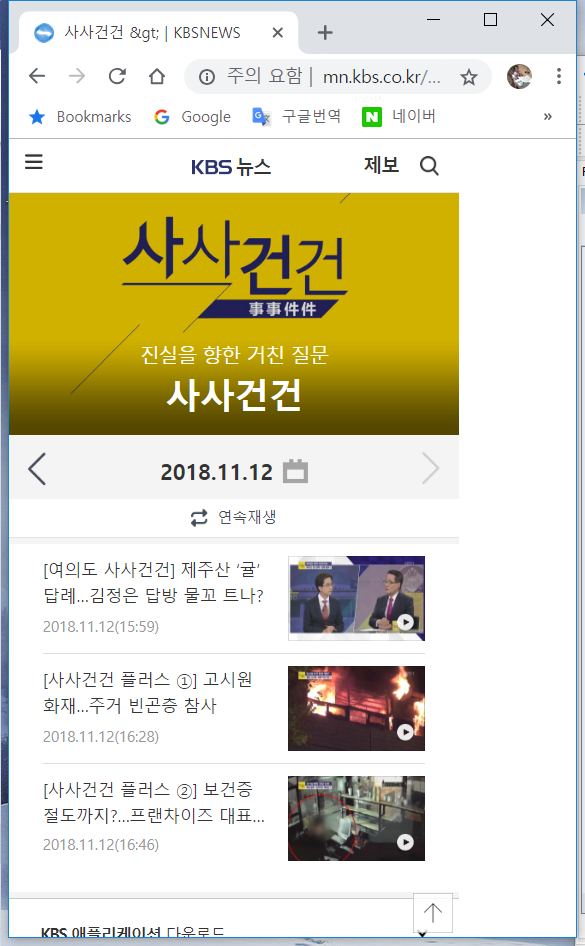 사사건건 &gt; | KBSNEWS
주의 요함 | mn.kbs.co.kr/...
Bookmarks Google 구글번역 네이버 »
KBS 뉴스 제보
사사건건
事事件件
진실을 향한 거친 질문
사사건건
2018.11.12
연속재생
[여의도 사사건건] 제주산 ‘귤’
답례...김정은 답방 물꼬 트나?
2018.11.12(15:59)
[사사건건 플러스 ①] 고시원
화재...주거 빈곤층 참사
2018.11.12(16:28)
[사사건건 플러스 ②] 보건증
절도까지?...프랜차이즈 대표...
2018.11.12(16:46)
KBS 애플리케이션 다운로드